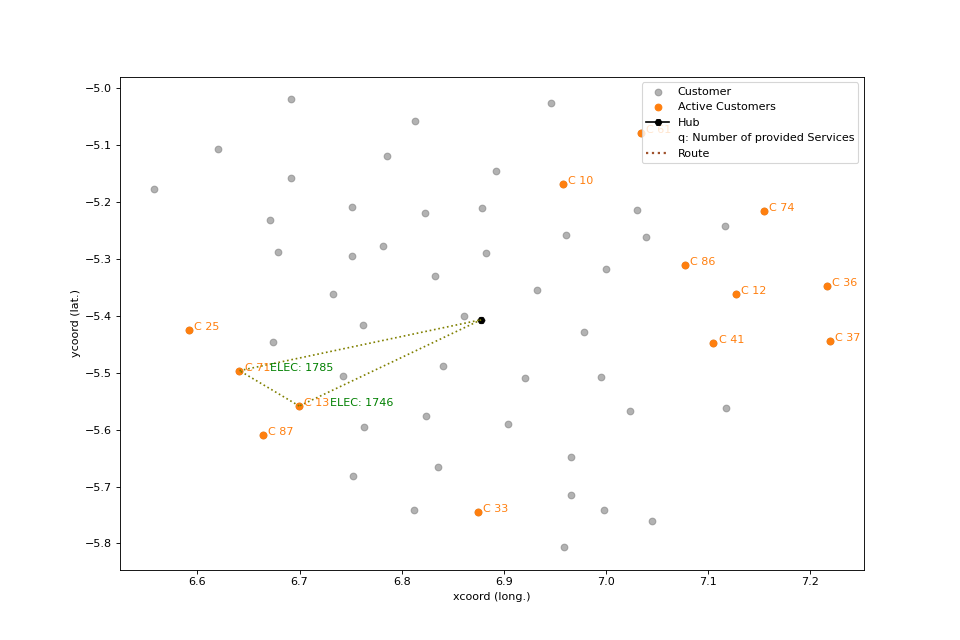 Customer
Active Customers
Hub
q: Number of provided Services
Route
C 61
C 10
C 74
C 86
C 12
C 36
C 41
C 37
C 25
C 71 ELEC: 1785
C 13 ELEC: 1746
C 87
C 33
−5.0
−5.1
−5.2
−5.3
−5.4
−5.5
−5.6
−5.7
−5.8
ycoord (lat.)
6.6 6.7 6.8 6.9 7.0 7.1 7.2
xcoord (long.)